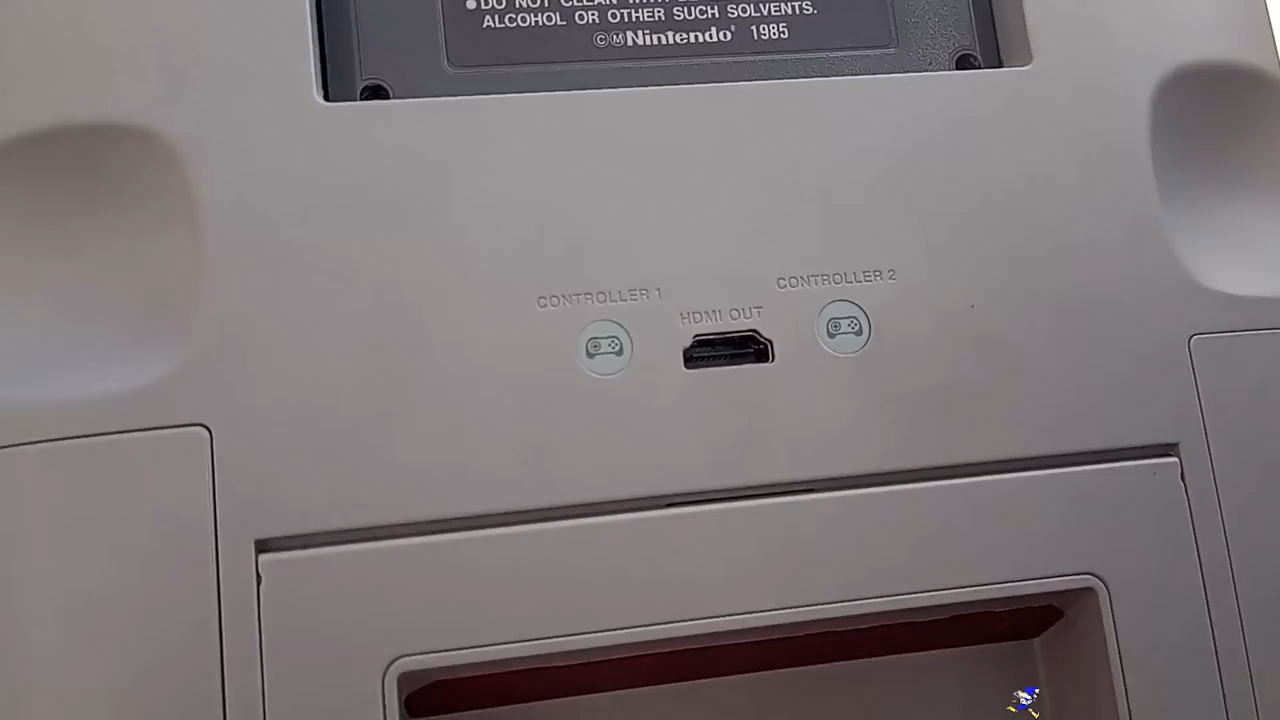 ● DO NOT CLEAN WITH
ALCOHOL OR OTHER SUCH SOLVENTS.
©Ⓜ Nintendo® 1985
CONTROLLER 1
HDMI OUT
CONTROLLER 2